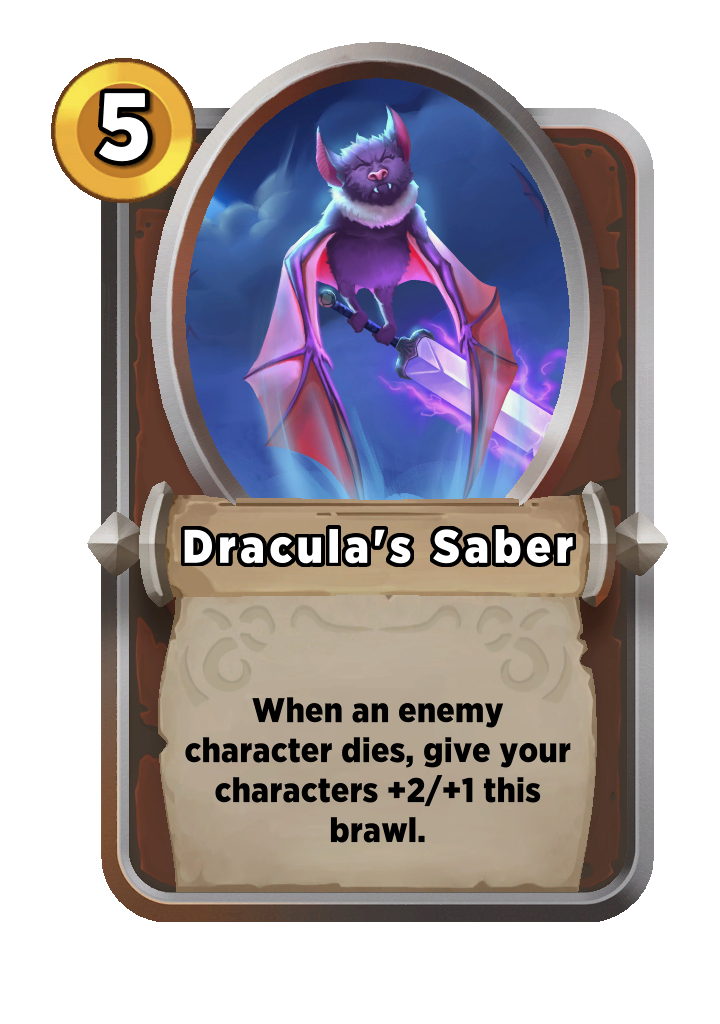 5
Dracula's Saber
When an enemy
character dies, give your
characters +2/+1 this
brawl.